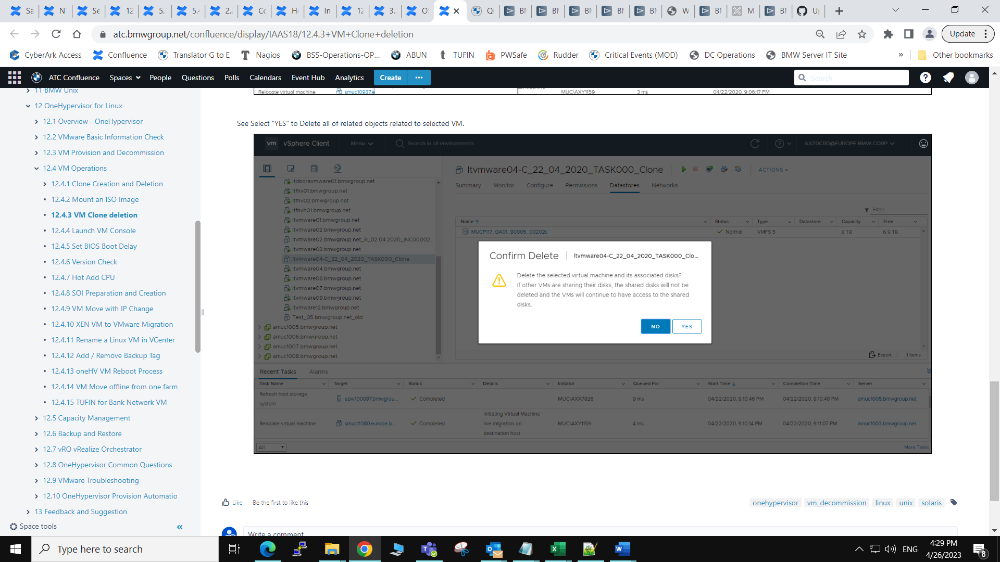 Sa
NT
Se
12
5.
5.4
2.2
Co
Ho
In
12
3.
OS
Qu
BM
BM
BM
BM
BM
W
BM
M
BM
Up
atc.bmwgroup.net/confluence/display/IAAS18/12.4.3+VM+Clone+deletion
Update
CyberArk Access
Confluence
Translator G to E
Nagios
BSS-Operations-OP...
ABUN
TUFIN
PWSafe
Rudder
Critical Events (MOD)
DC Operations
BMW Server IT Site
»
Other bookmarks
ATC Confluence
Spaces
People
Questions
Polls
Calendars
Event Hub
Analytics
Create
Search
11 BMW Unix
12 OneHypervisor for Linux
12.1 Overview - OneHypervisor
12.2 VMware Basic Information Check
12.3 VM Provision and Decommission
12.4 VM Operations
12.4.1 Clone Creation and Deletion
12.4.2 Mount an ISO Image
12.4.3 VM Clone deletion
12.4.4 Launch VM Console
12.4.5 Set BIOS Boot Delay
12.4.6 Version Check
12.4.7 Hot Add CPU
12.4.8 SOI Preparation and Creation
12.4.9 VM Move with IP Change
12.4.10 XEN VM to VMware Migration
12.4.11 Rename a Linux VM in VCenter
12.4.12 Add / Remove Backup Tag
12.4.13 oneHV VM Reboot Process
12.4.14 VM Move offline from one farm
12.4.15 TUFIN for Bank Network VM
12.5 Capacity Management
12.6 Backup and Restore
12.7 vRO vRealize Orchestrator
12.8 OneHypervisor Common Questions
12.9 VMware Troubleshooting
12.10 OneHypervisor Provision Automatio
13 Feedback and Suggestion
Space tools
Relocate virtual machine smuc10937.e MUC\AXY1159 3 ms 04/22/2020, 9:06:17 PM
See Select "YES" to Delete all of related objects related to selected VM.
vm vSphere Client Menu Search in all environments AXZ0CRD@EUROPE.BMW.CORP
ltdboravmware01.bmwgroup.net
ltfhv01.bmwgroup.net
ltfhv02.bmwgroup.net
ltfhvh01.bmwgroup.net
ltvmware01.bmwgroup.net
ltvmware02.bmwgroup.net
ltvmware02.bmwgroup.net_R_02.04.2020_INC00002...
ltvmware03.bmwgroup.net
ltvmware04-C_22_04_2020_TASK000_Clone
ltvmware04.bmwgroup.net
ltvmware06.bmwgroup.net
ltvmware07.bmwgroup.net
ltvmware09.bmwgroup.net
ltvmware12.bmwgroup.net
Test_05.bmwgroup.net_old
amuc1005.bmwgroup.net
amuc1006.bmwgroup.net
amuc1007.bmwgroup.net
amuc1008.bmwgroup.net
ltvmware04-C_22_04_2020_TASK000_Clone ACTIONS
Summary Monitor Configure Permissions Datastores Networks
Filter
Name Status Type Datastore ... Capacity Free
MUCP117_GA01_90005_00202c Normal VMFS 5 8 TB 6.9 TB
Confirm Delete ltvmware04-C_22_04_2020_TASK000_Clo...
Delete the selected virtual machine and its associated disks?
If other VMs are sharing their disks, the shared disks will not be
deleted and the VMs will continue to have access to the shared
disks.
NO YES
Export 1 items
Recent Tasks Alarms
Task Name Target Status Details Initiator Queued For Start Time Completion Time Server
Refresh host storage
system
epw100097.bmwgrou... Completed MUC\AXX7826 9 ms 04/22/2020, 9:10:46 PM 04/22/2020, 9:10:48 PM amuc1005.bmwgroup.net
Relocate virtual machine smuc11080.europe.b... Completed
Initiating Virtual Machine
live migration on
destination host
MUC\AXY1159 4 ms 04/22/2020, 9:10:14 PM 04/22/2020, 9:11:07 PM amuc1003.bmwgroup.net
All More Tasks
Like Be the first to like this
onehypervisor vm_decommission linux unix solaris
Write a comment
Type here to search
ENG
4:29 PM
4/26/2023
8